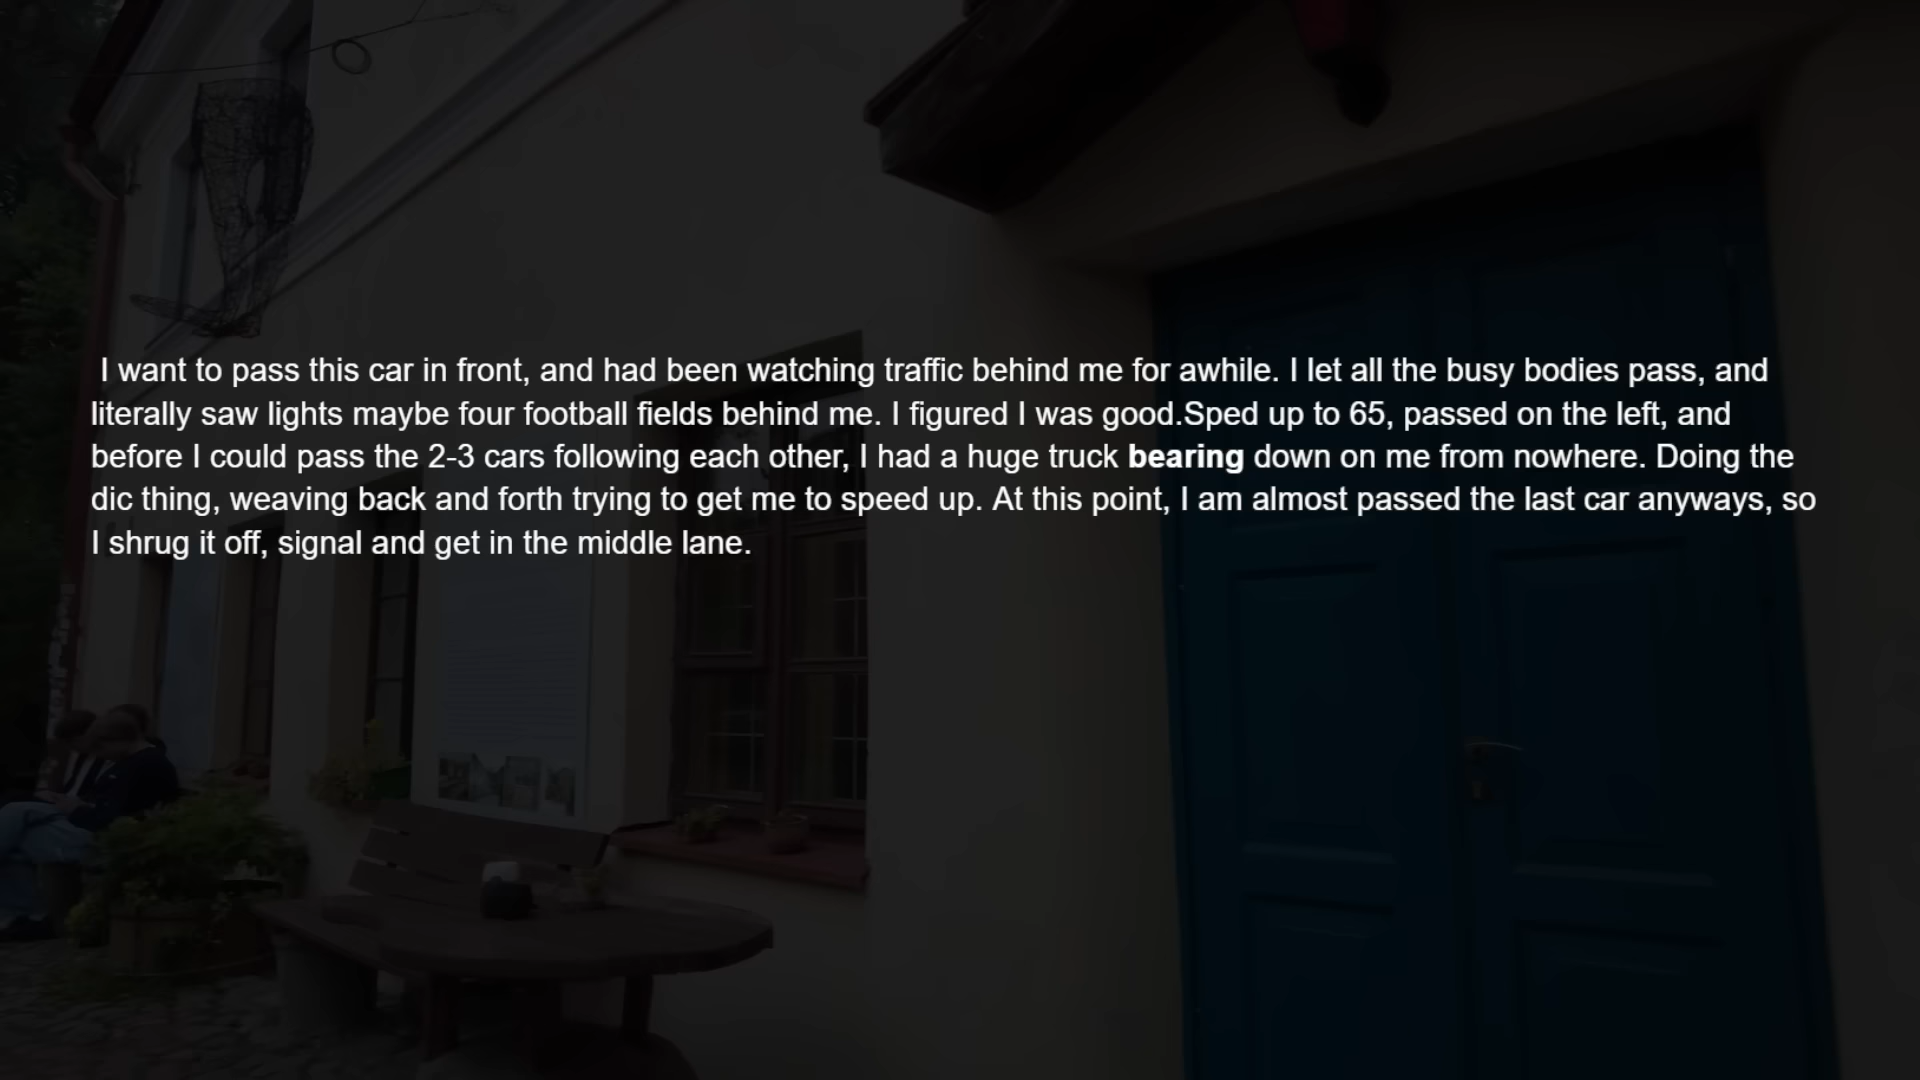 I want to pass this car in front, and had been watching traffic behind me for awhile. I let all the busy bodies pass, and
literally saw lights maybe four football fields behind me. I figured I was good.Sped up to 65, passed on the left, and
before I could pass the 2-3 cars following each other, I had a huge truck bearing down on me from nowhere. Doing the
dic thing, weaving back and forth trying to get me to speed up. At this point, I am almost passed the last car anyways, so
I shrug it off, signal and get in the middle lane.